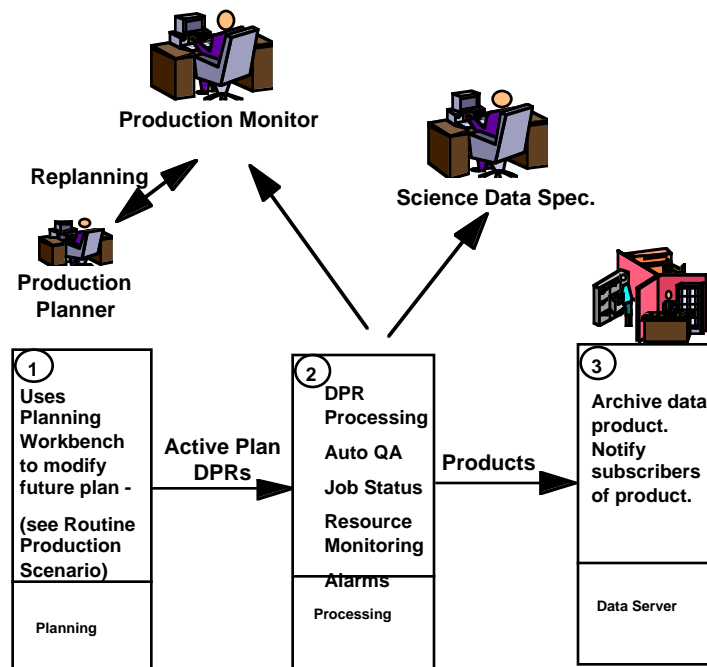 Production Monitor
Replanning
Science Data Spec.
Production
Planner
1
Uses
Planning
Workbench
to modify
future plan -
(see Routine
Production
Scenario)
Planning
Active Plan
DPRs
2
DPR
Processing
Auto QA
Job Status
Resource
Monitoring
Alarms
Processing
Products
3
Archive data
product.
Notify
subscribers
of product.
Data Server